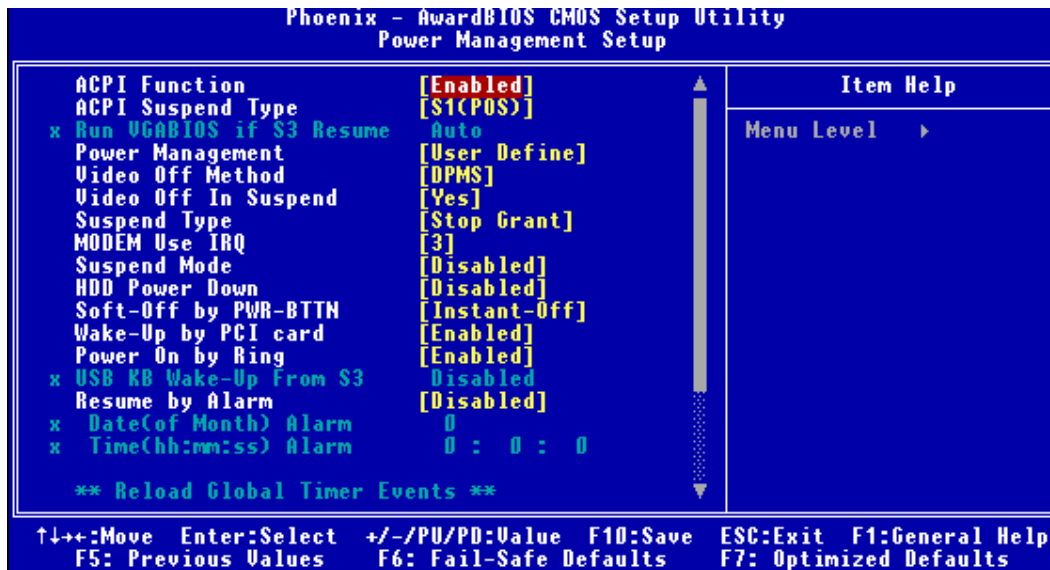 Phoenix - AwardBIOS CMOS Setup Utility
Power Management Setup
ACPI Function [Enabled]
ACPI Suspend Type [S1(POS)]
x Run VGABIOS if S3 Resume Auto
Power Management [User Define]
Video Off Method [DPMS]
Video Off In Suspend [Yes]
Suspend Type [Stop Grant]
MODEM Use IRQ [3]
Suspend Mode [Disabled]
HDD Power Down [Disabled]
Soft-Off by PWR-BTTN [Instant-Off]
Wake-Up by PCI card [Enabled]
Power On by Ring [Enabled]
x USB KB Wake-Up From S3 Disabled
Resume by Alarm [Disabled]
x Date(of Month) Alarm 0
x Time(hh:mm:ss) Alarm 0 : 0 : 0
** Reload Global Timer Events **
Item Help
Menu Level ▸
↑↓→←:Move Enter:Select +/-/PU/PD:Value F10:Save ESC:Exit F1:General Help
F5: Previous Values F6: Fail-Safe Defaults F7: Optimized Defaults